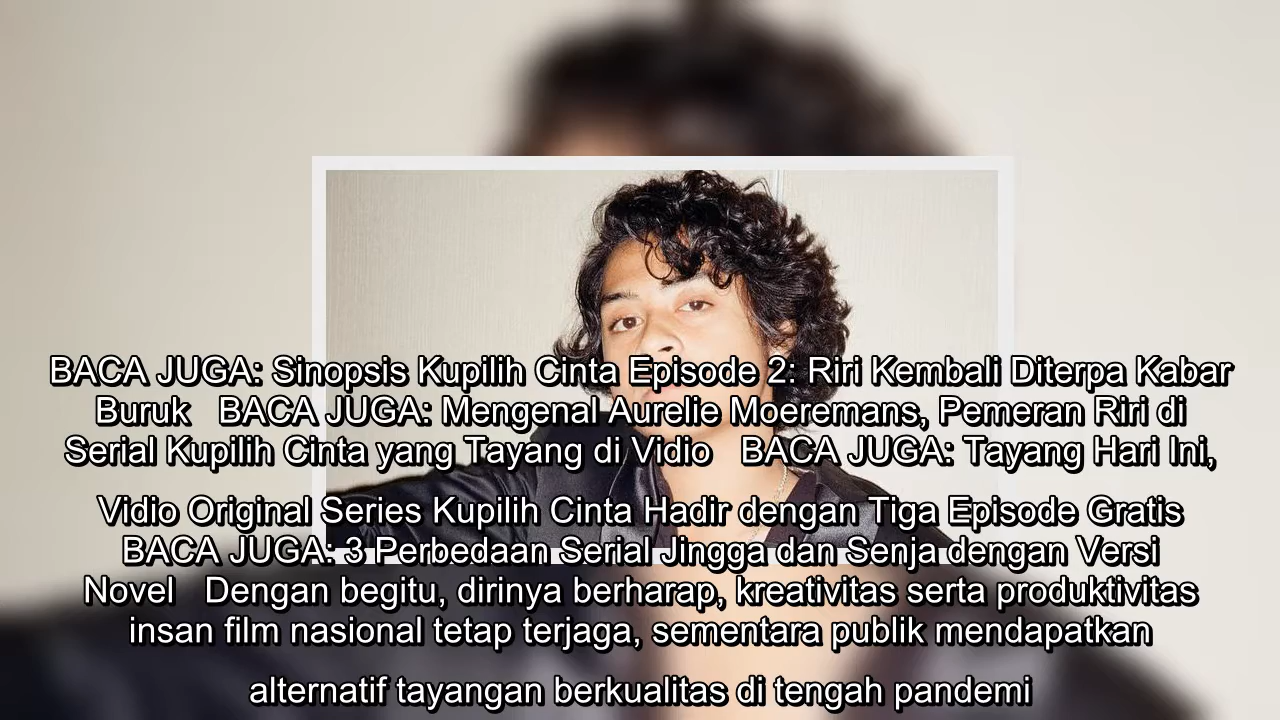 BACA JUGA: Sinopsis Kupilih Cinta Episode 2: Riri Kembali Diterpa Kabar
Buruk   BACA JUGA: Mengenal Aurelie Moeremans, Pemeran Riri di
Serial Kupilih Cinta yang Tayang di Vidio   BACA JUGA: Tayang Hari Ini,
Vidio Original Series Kupilih Cinta Hadir dengan Tiga Episode Gratis
BACA JUGA: 3 Perbedaan Serial Jingga dan Senja dengan Versi
Novel   Dengan begitu, dirinya berharap, kreativitas serta produktivitas
insan film nasional tetap terjaga, sementara publik mendapatkan
alternatif tayangan berkualitas di tengah pandemi